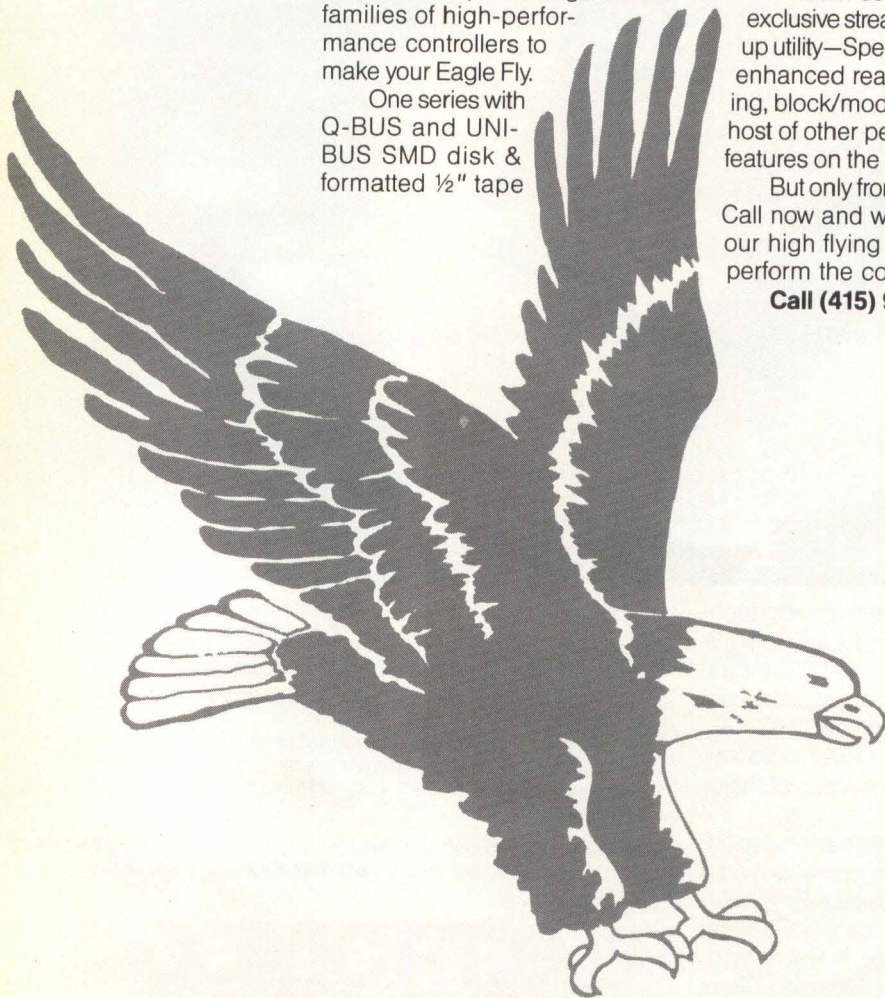 families of high-perfor-
mance controllers to
make your Eagle Fly.
One series with
Q-BUS and UNI-
BUS SMD disk &
formatted ½" tape
exclusive strea
up utility—Spe
enhanced rea
ing, block/mod
host of other pe
features on the
But only from
Call now and w
our high flying
perform the co
Call (415)